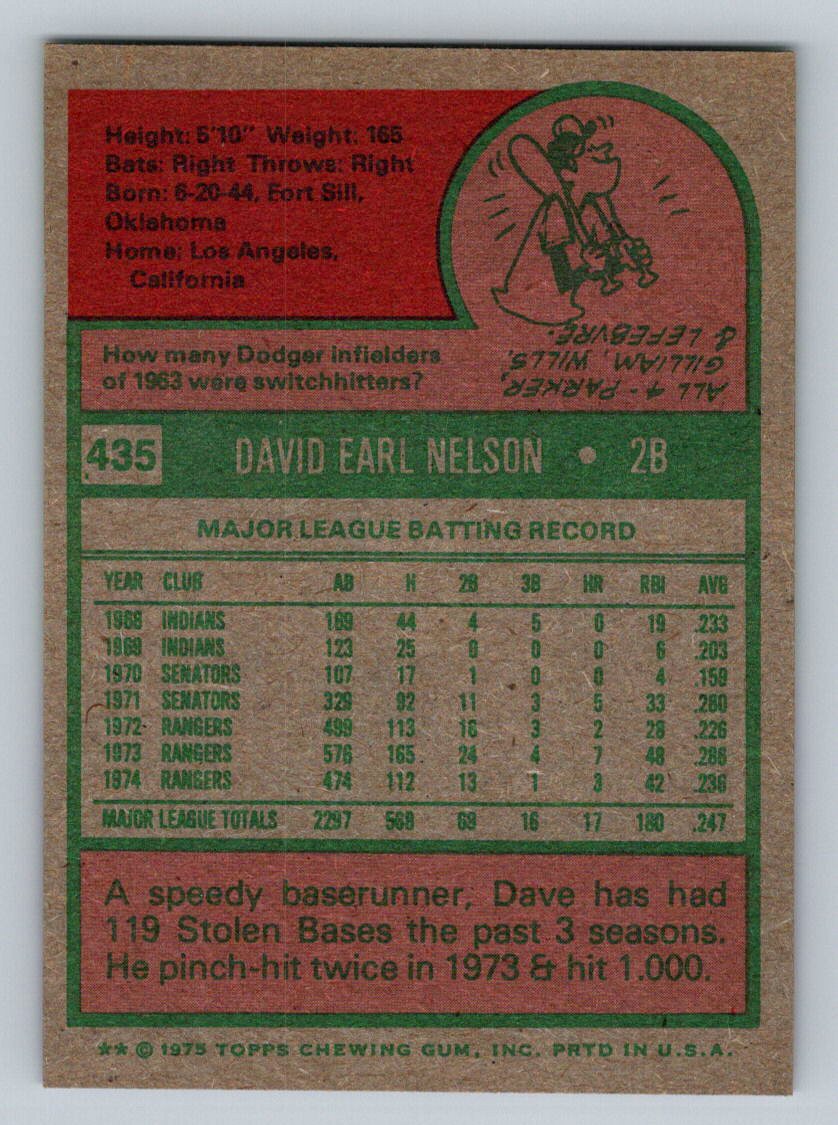 Height: 5'10" Weight: 165
Bats: Right Throws: Right
Born: 6-20-44, Fort Sill,
Oklahoma
Home: Los Angeles,
California
How many Dodger infielders
of 1963 were switchhitters?
ALL 4 - PARKER,
GILLIAM, WILLS,
& LEFEBVRE.
435 DAVID EARL NELSON • 2B
MAJOR LEAGUE BATTING RECORD
YEAR CLUB AB H 2B 3B HR RBI AVG
1968 INDIANS 189 44 4 5 0 19 .233
1969 INDIANS 123 25 0 0 0 6 .203
1970 SENATORS 107 17 1 0 0 4 .159
1971 SENATORS 329 92 11 3 5 33 .280
1972 RANGERS 499 113 16 3 2 28 .226
1973 RANGERS 576 165 24 4 7 48 .286
1974 RANGERS 474 112 13 1 3 42 .236
MAJOR LEAGUE TOTALS 2297 568 69 16 17 180 .247
A speedy baserunner, Dave has had
119 Stolen Bases the past 3 seasons.
He pinch-hit twice in 1973 & hit 1.000.
** © 1975 TOPPS CHEWING GUM, INC. PRTD IN U.S.A.